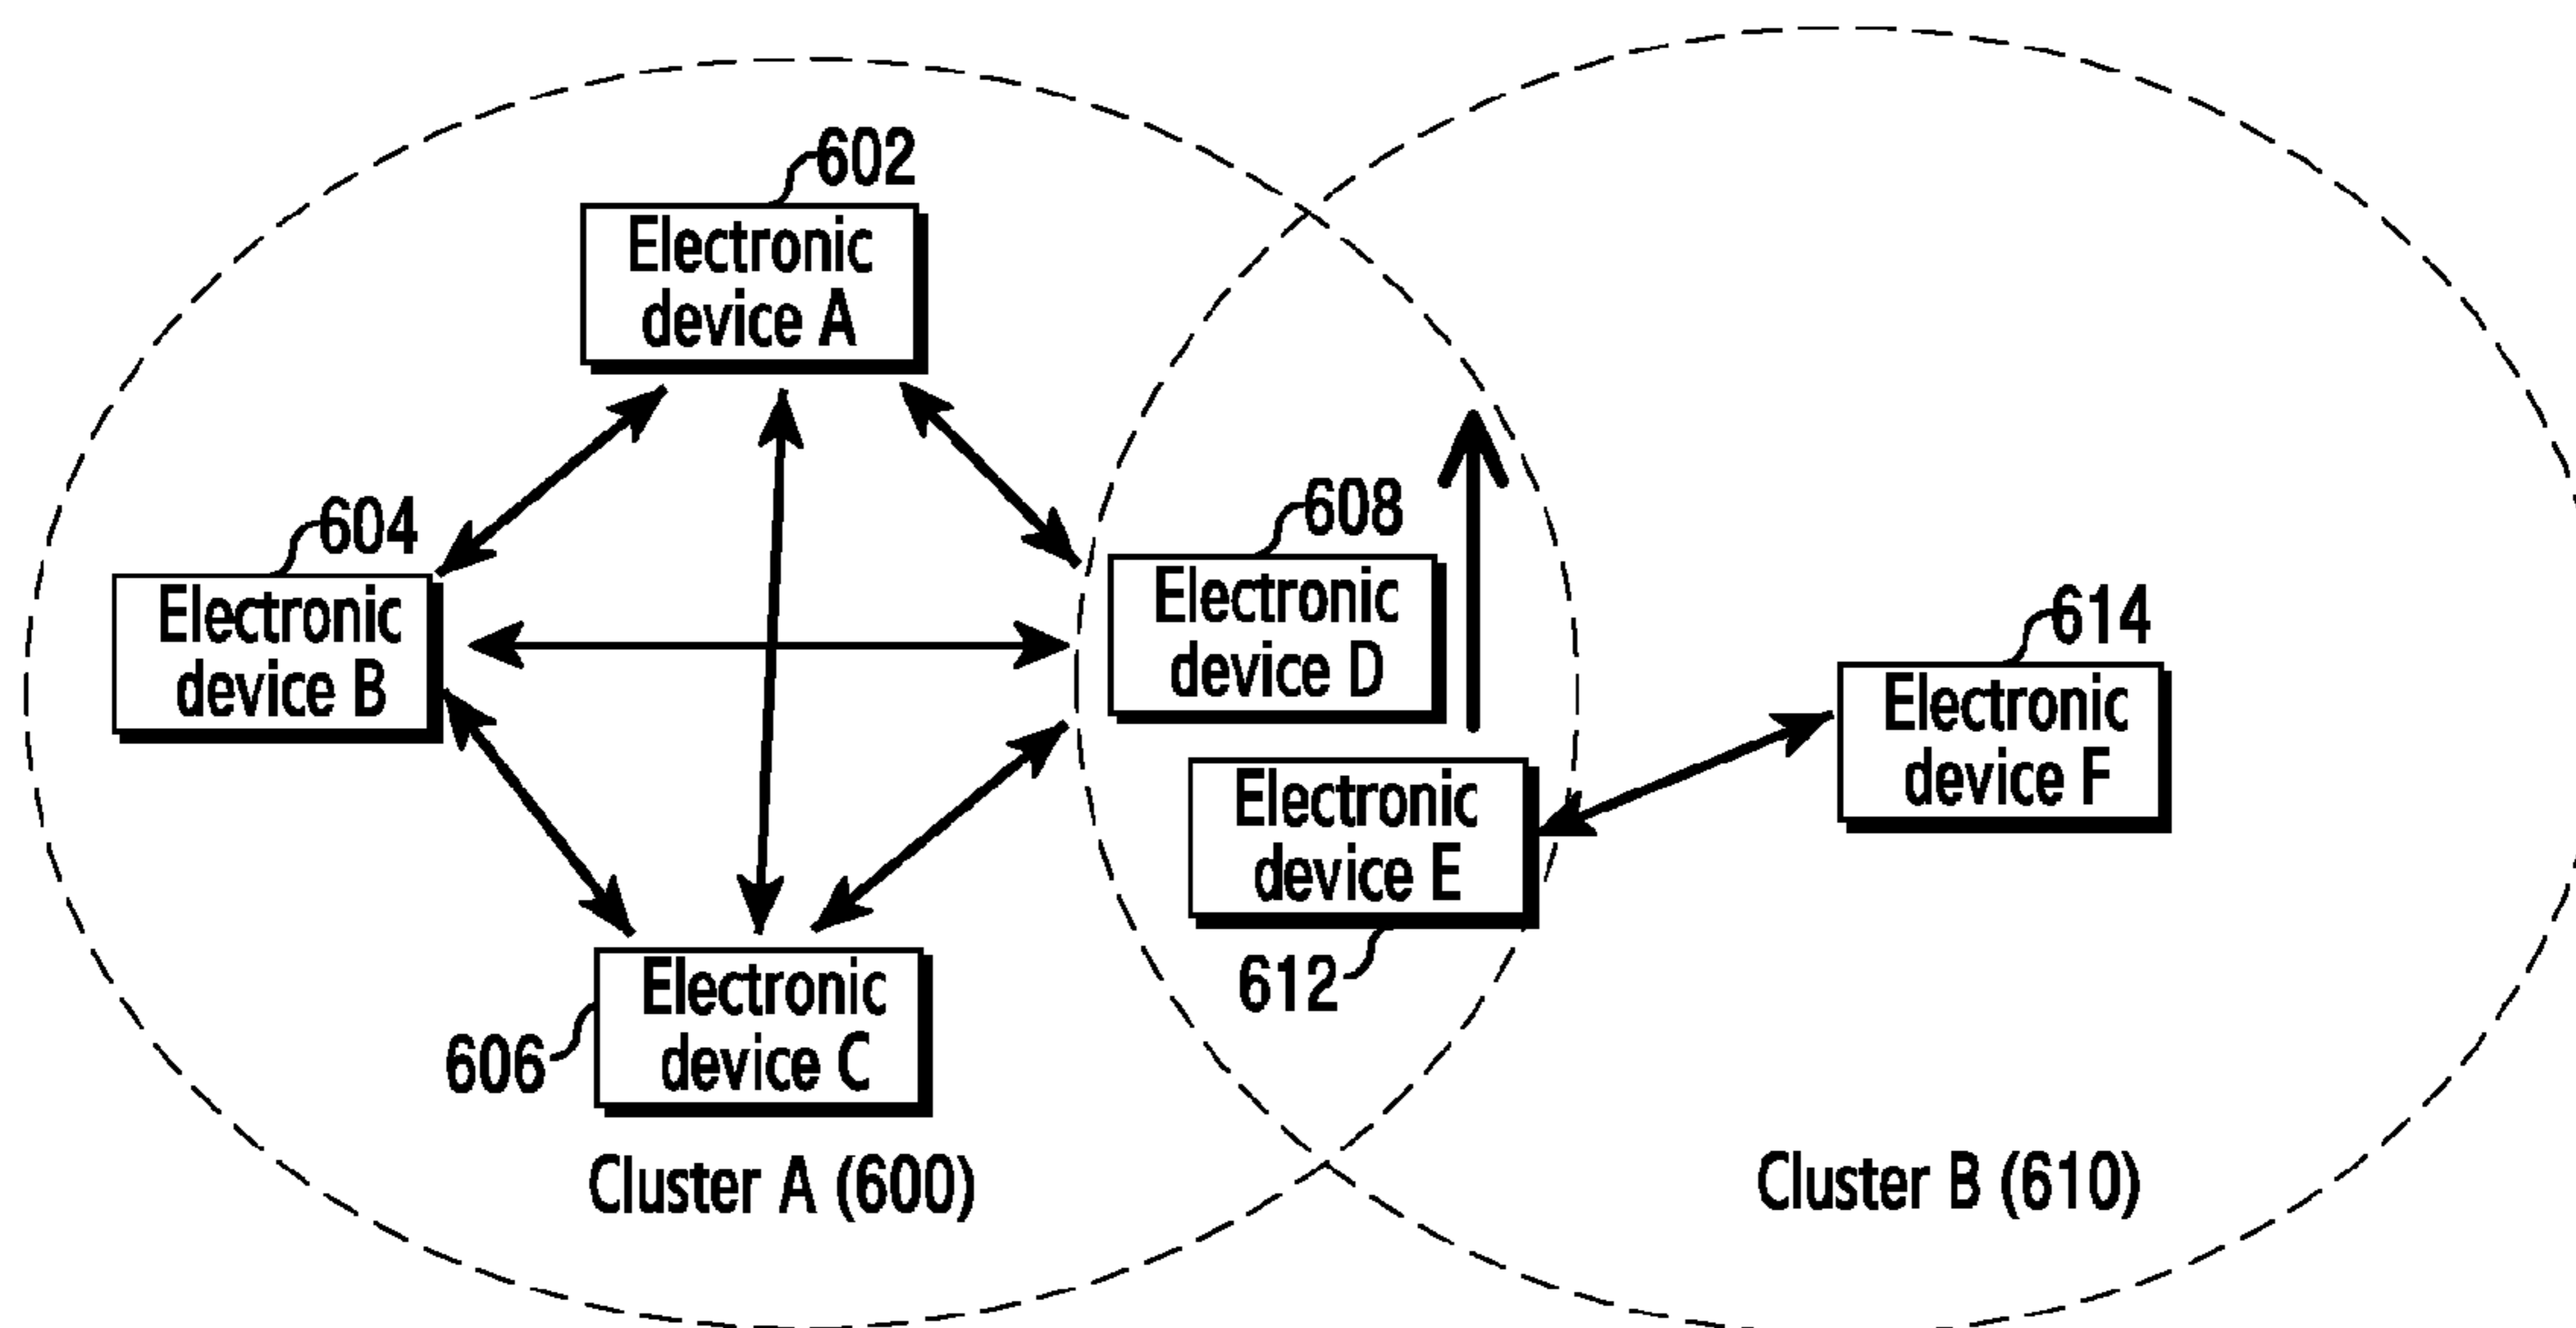 602
Electronic
device A
604
Electronic
device B
608
Electronic
device D
614
Electronic
device F
Electronic
device E
612
Electronic
device C
606
Cluster A (600)
Cluster B (610)